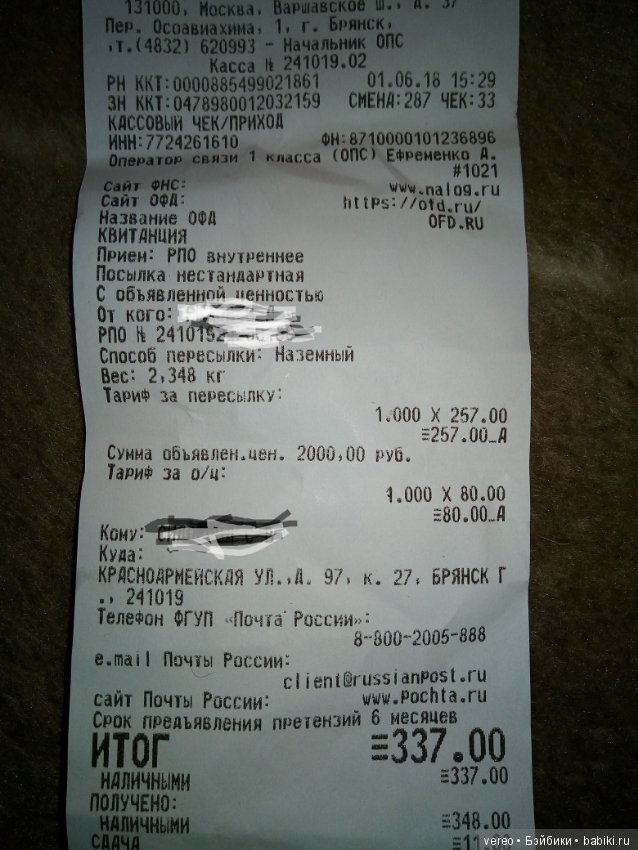 131000, Москва, Варшавское ш., д. 37
Пер. Осоавиахима, 1, г. Брянск,
,т.(4832) 620993 - Начальник ОПС
Касса № 241019.02
РН ККТ:0000885499021861 01.06.18 15:29
ЗН ККТ:0478980012032159 СМЕНА:287 ЧЕК:33
КАССОВЫЙ ЧЕК/ПРИХОД
ИНН:7724261610 ФН:8710000101236896
Оператор связи 1 класса (ОПС) Ефременко А.
#1021
Сайт ФНС: www.nalog.ru
Сайт ОФД: https://ofd.ru/
Название ОФД OFD.RU
КВИТАНЦИЯ
Прием: РПО внутреннее
Посылка нестандартная
С объявленной ценностью
От кого:
РПО № 2410192
Способ пересылки: Наземный
Вес: 2,348 кг
Тариф за пересылку:
1.000 X 257.00
≡257.00_А
Сумма объявлен.цен. 2000,00 руб.
Тариф за о/ц:
1.000 X 80.00
≡80.00_А
Кому:
Куда:
КРАСНОАРМЕЙСКАЯ УЛ.,Д. 97, к. 27, БРЯНСК Г
., 241019
Телефон ФГУП «Почта России»:
8-800-2005-888
e.mail Почты России:
client@russianpost.ru
сайт Почты России: www.pochta.ru
Срок предъявления претензий 6 месяцев
ИТОГ ≡337.00
НАЛИЧНЫМИ ≡337.00
ПОЛУЧЕНО:
НАЛИЧНЫМИ ≡348.00
СДАЧА ≡11.
vereo • Бэйбики • babiki.ru